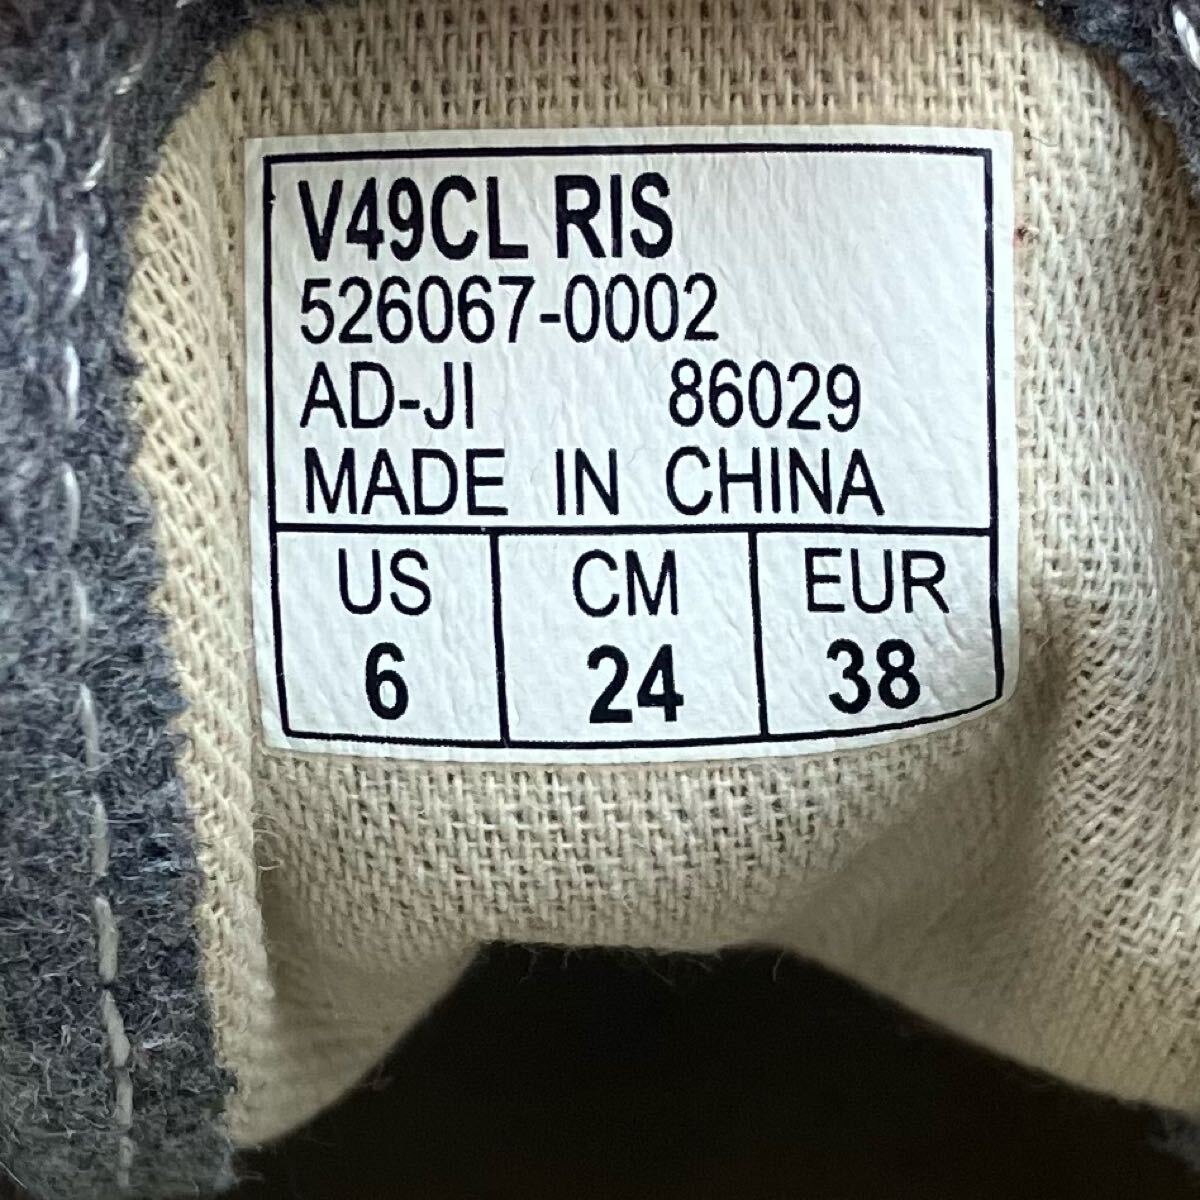 V49CL RIS
526067-0002
AD-JI 86029
MADE IN CHINA
US CM EUR
6 24 38